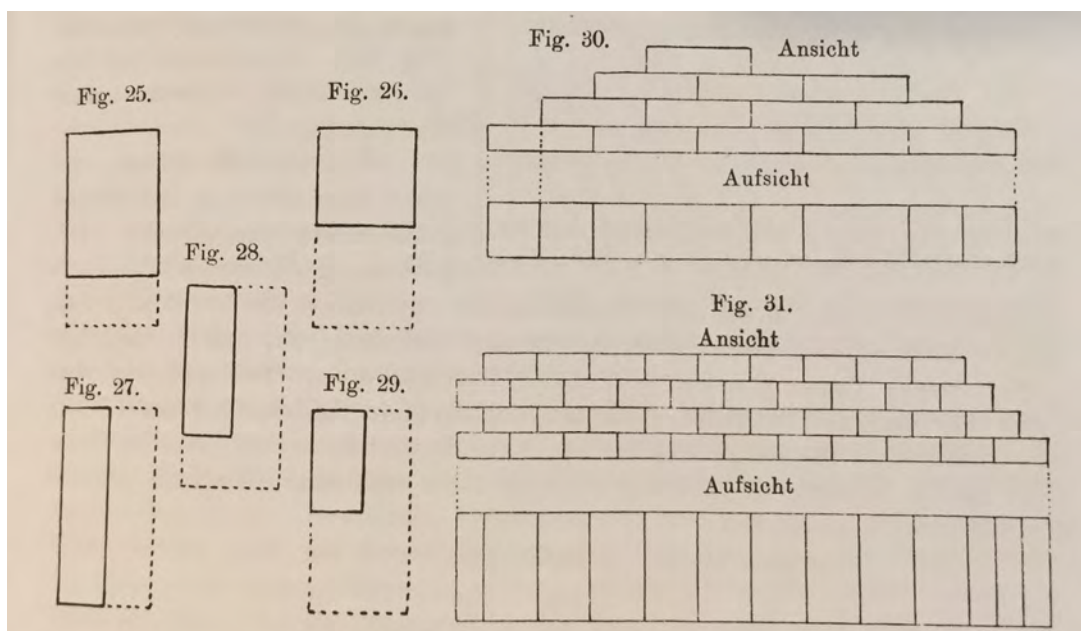 Fig. 25.
Fig. 26.
Fig. 28.
Fig. 27.
Fig. 29.
Fig. 30.
Ansicht
Aufsicht
Fig. 31.
Ansicht
Aufsicht